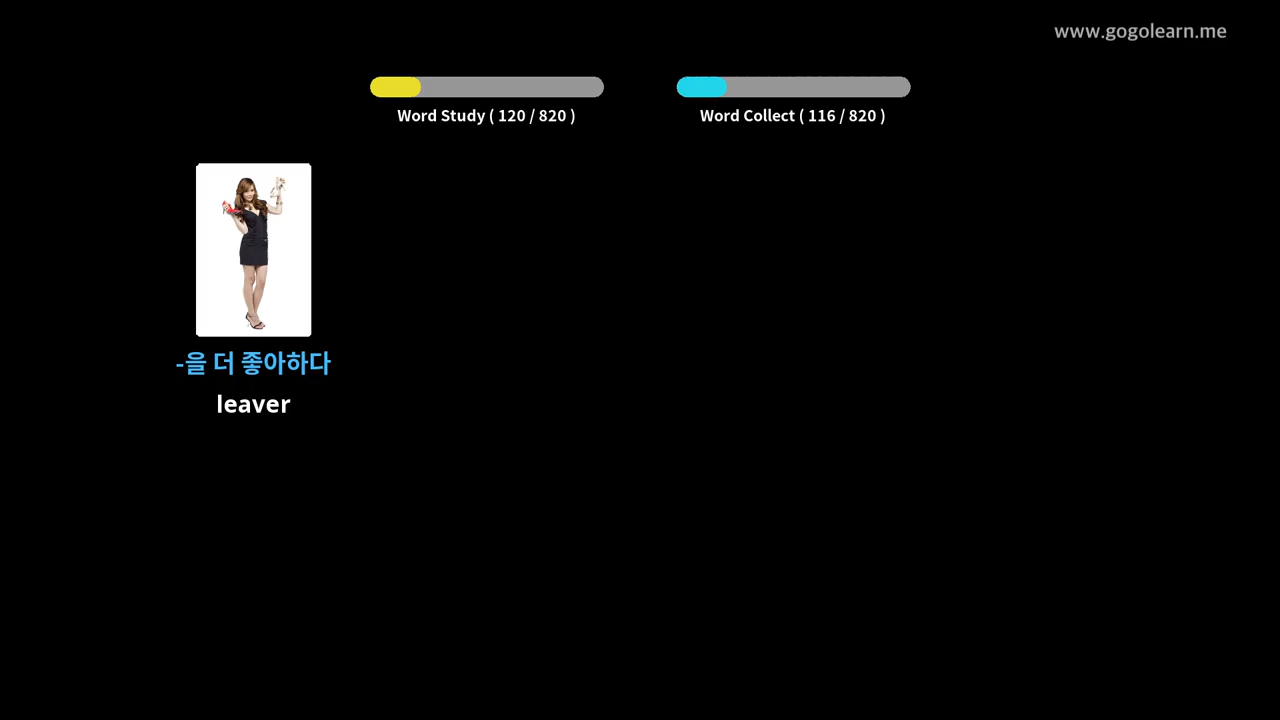 www.gogolearn.me
Word Study ( 120 / 820 )
Word Collect ( 116 / 820 )
-을 더 좋아하다
leaver